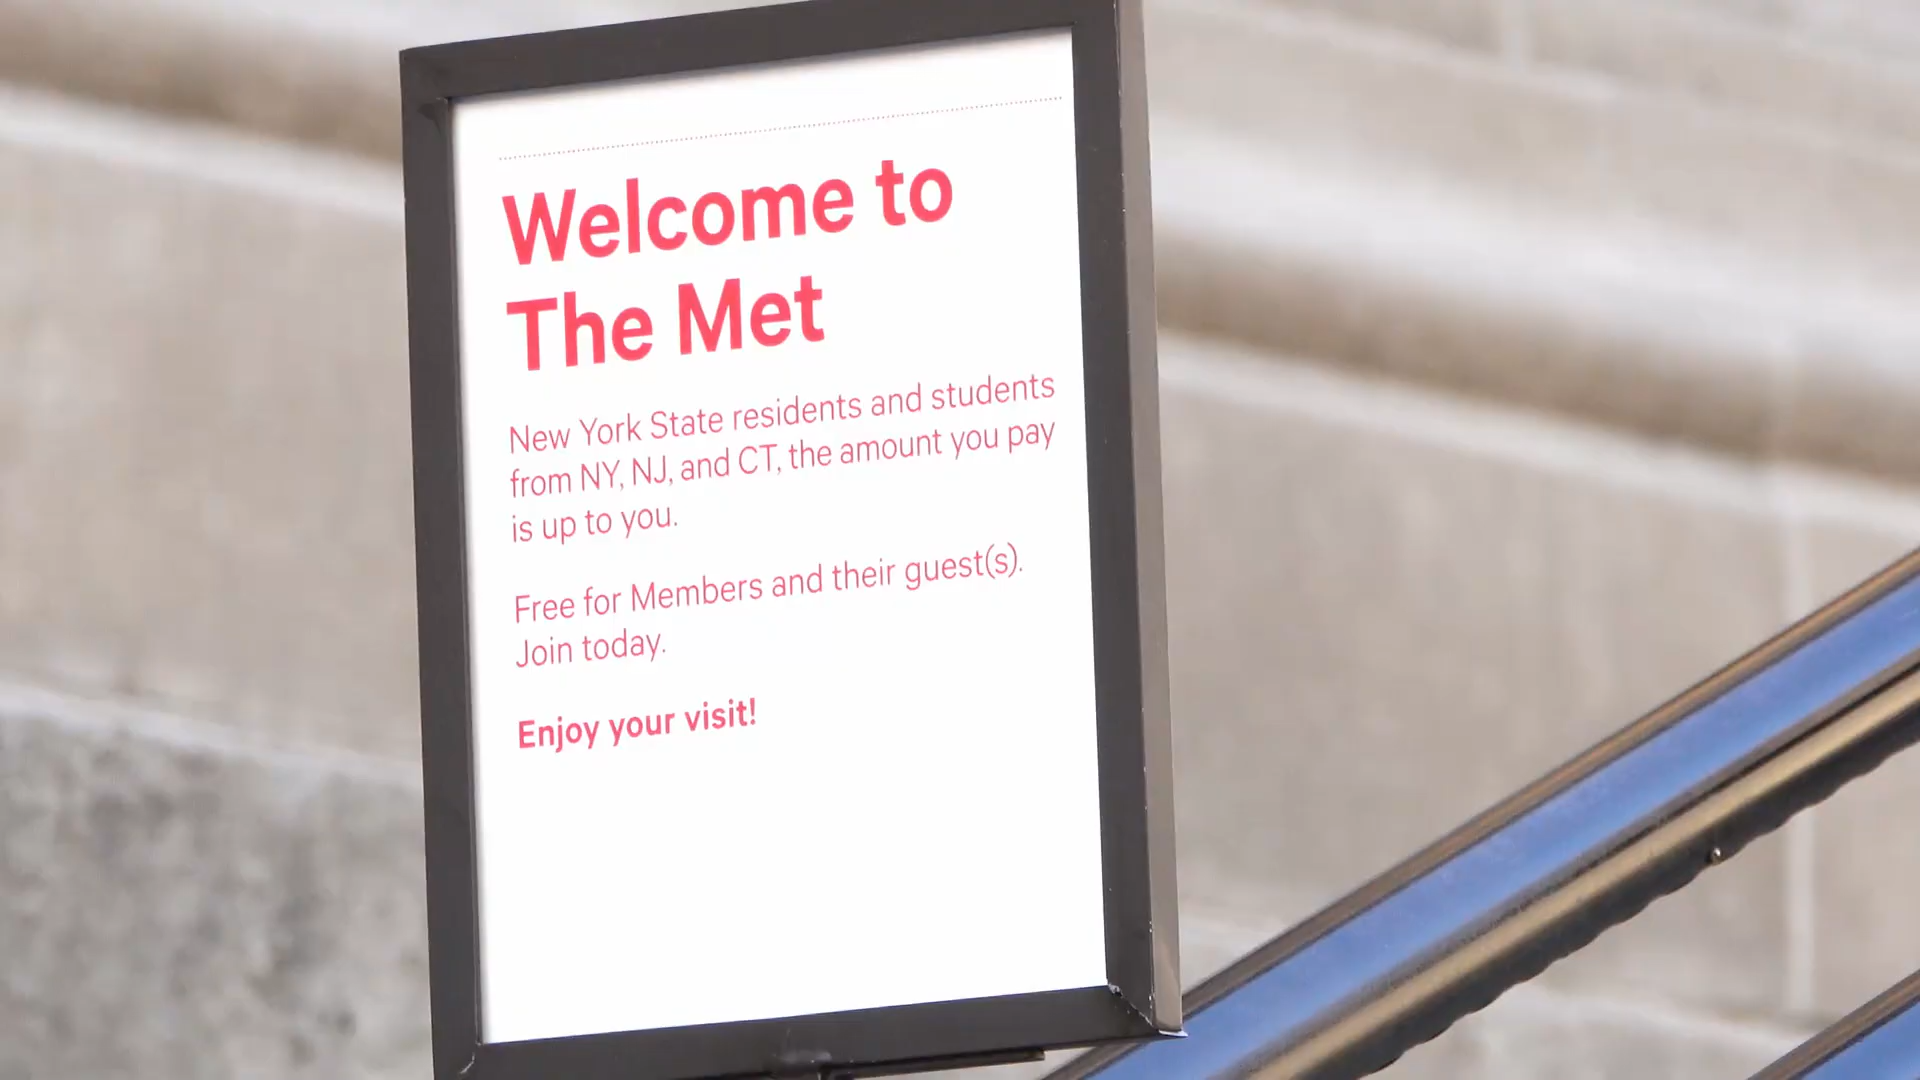 Welcome to
The Met
New York State residents and students
from NY, NJ, and CT, the amount you pay
is up to you.
Free for Members and their guest(s).
Join today.
Enjoy your visit!